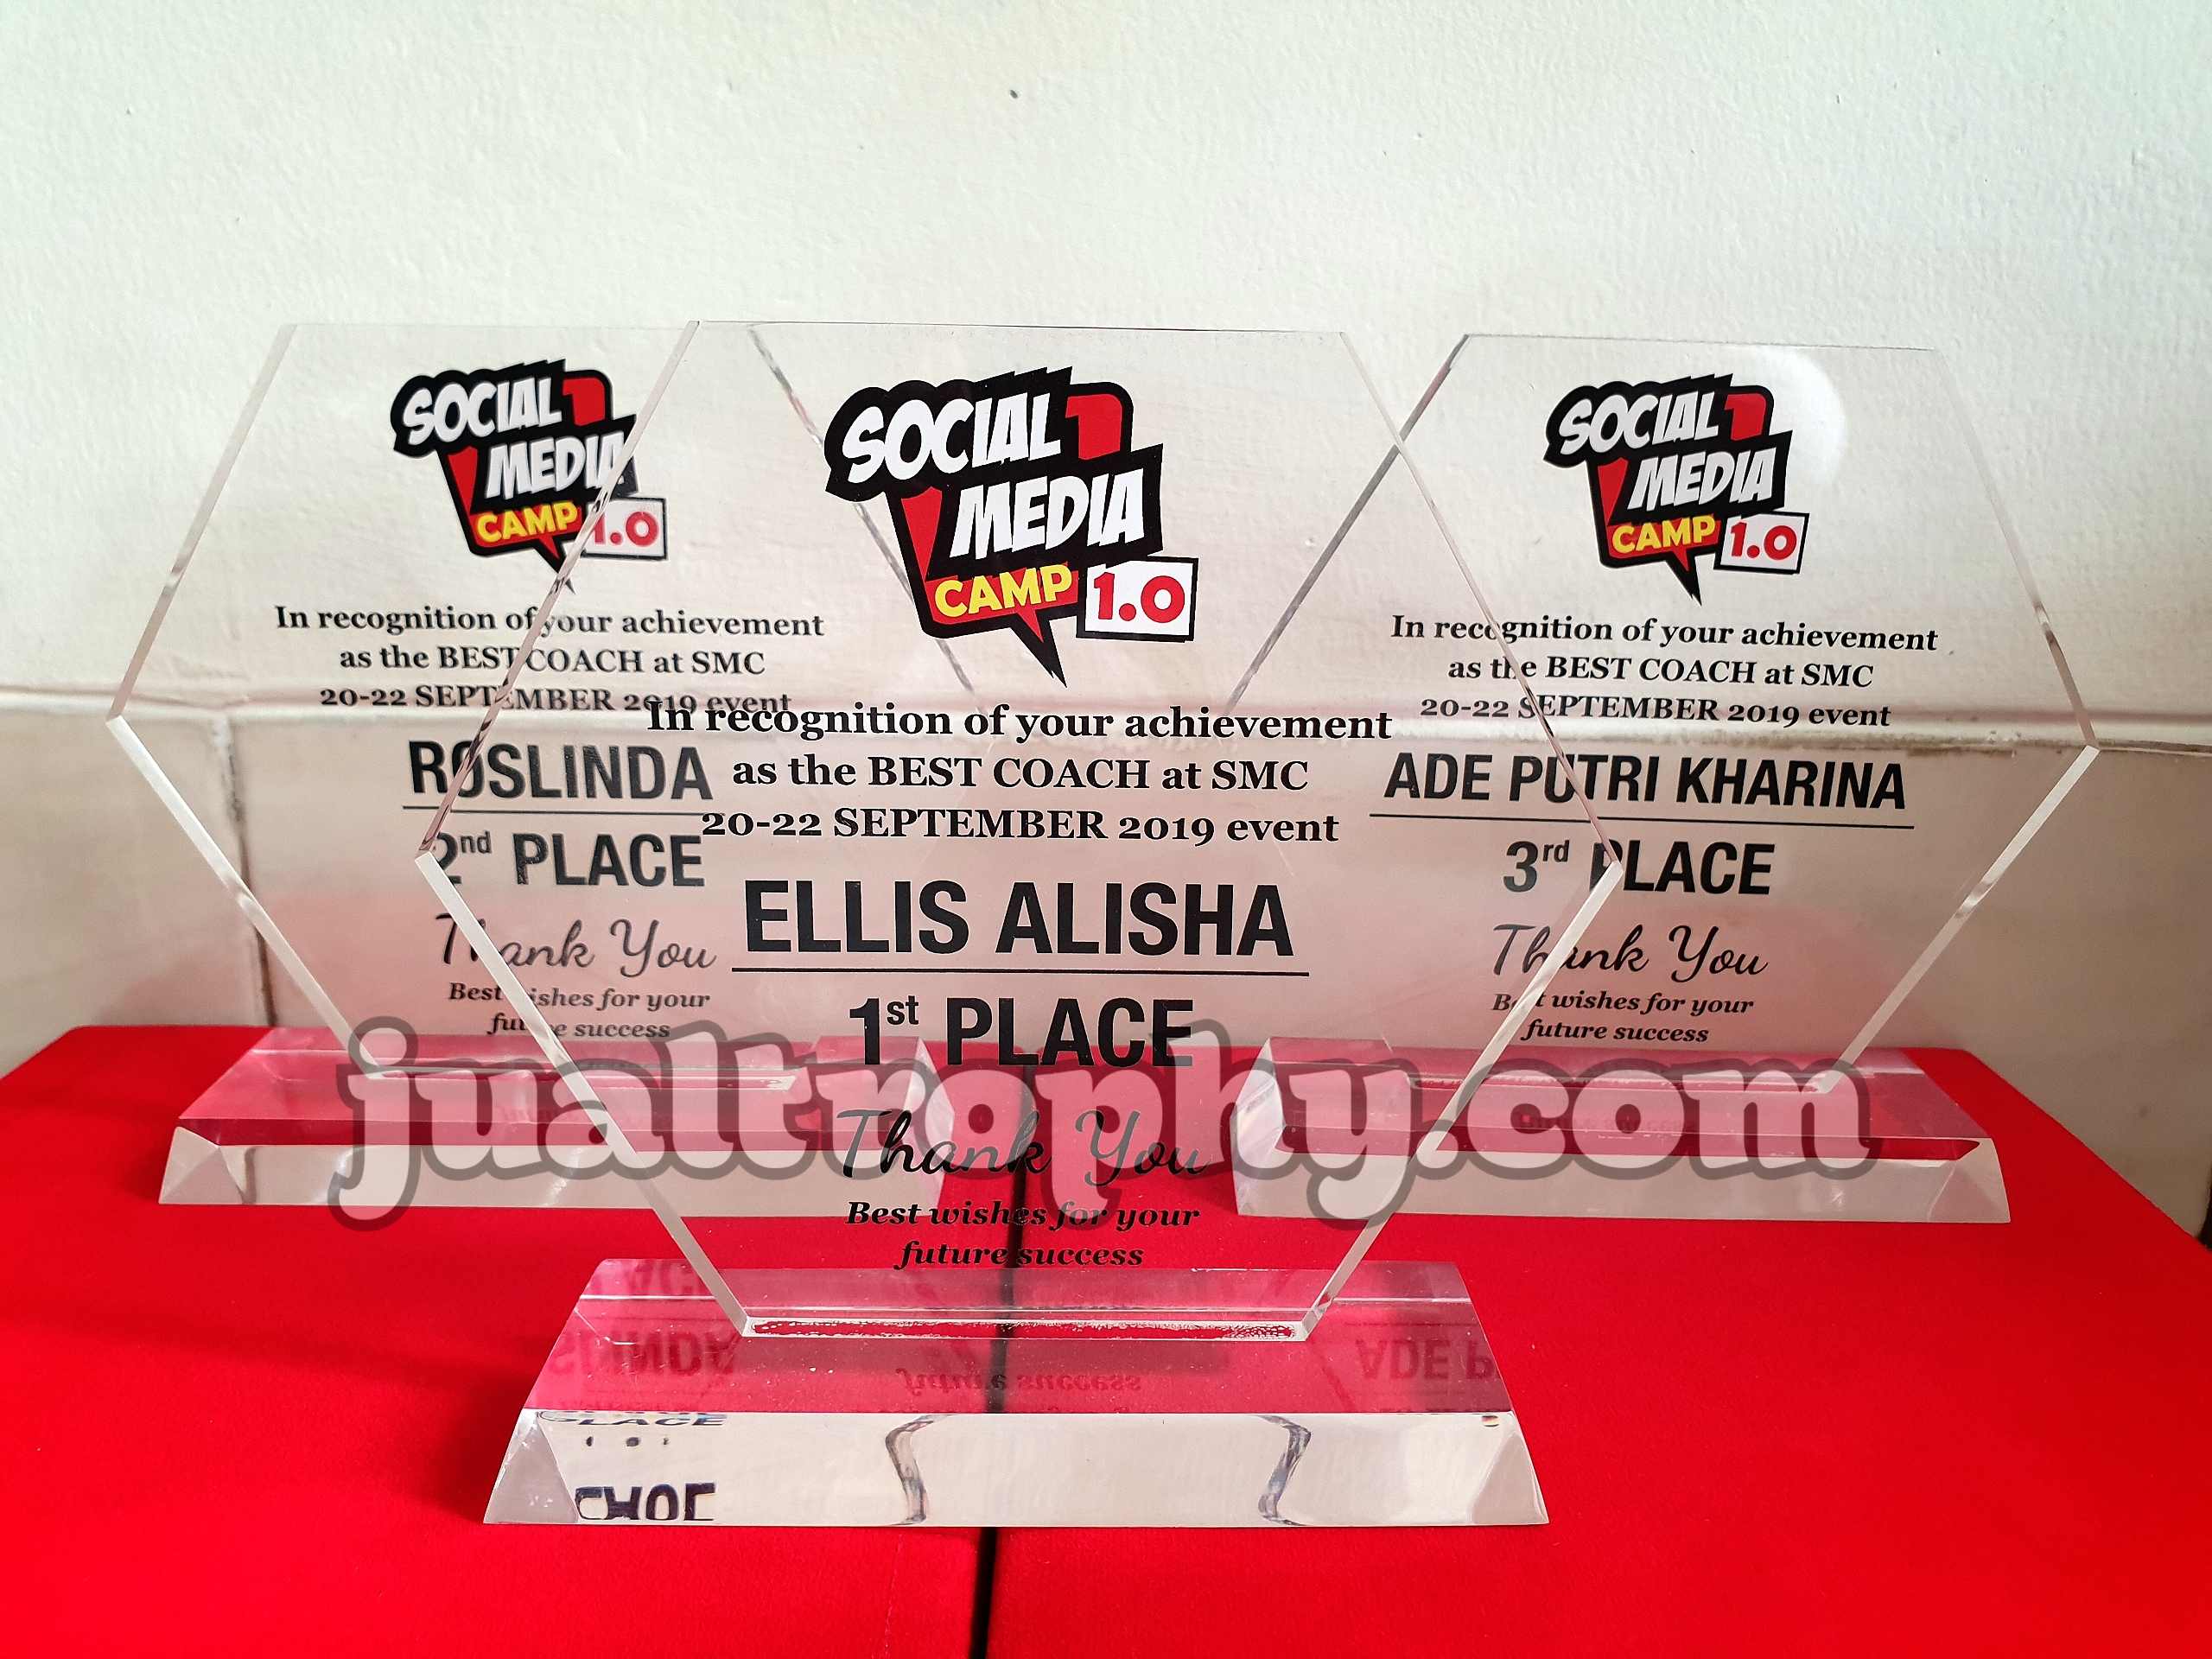 SOCIAL
MEDIA
CAMP 1.0
In recognition of your achievement
as the BEST COACH at SMC
20-22 SEPTEMBER 2019 event
ROSLINDA
2nd PLACE
Thank You
Best wishes for your
future success
SOCIAL
MEDIA
CAMP 1.0
In recognition of your achievement
as the BEST COACH at SMC
20-22 SEPTEMBER 2019 event
ELLIS ALISHA
1st PLACE
Thank You
Best wishes for your
future success
SOCIAL
MEDIA
CAMP 1.0
In recognition of your achievement
as the BEST COACH at SMC
20-22 SEPTEMBER 2019 event
ADE PUTRI KHARINA
3rd PLACE
Thank You
Best wishes for your
future success
jualtrophy.com